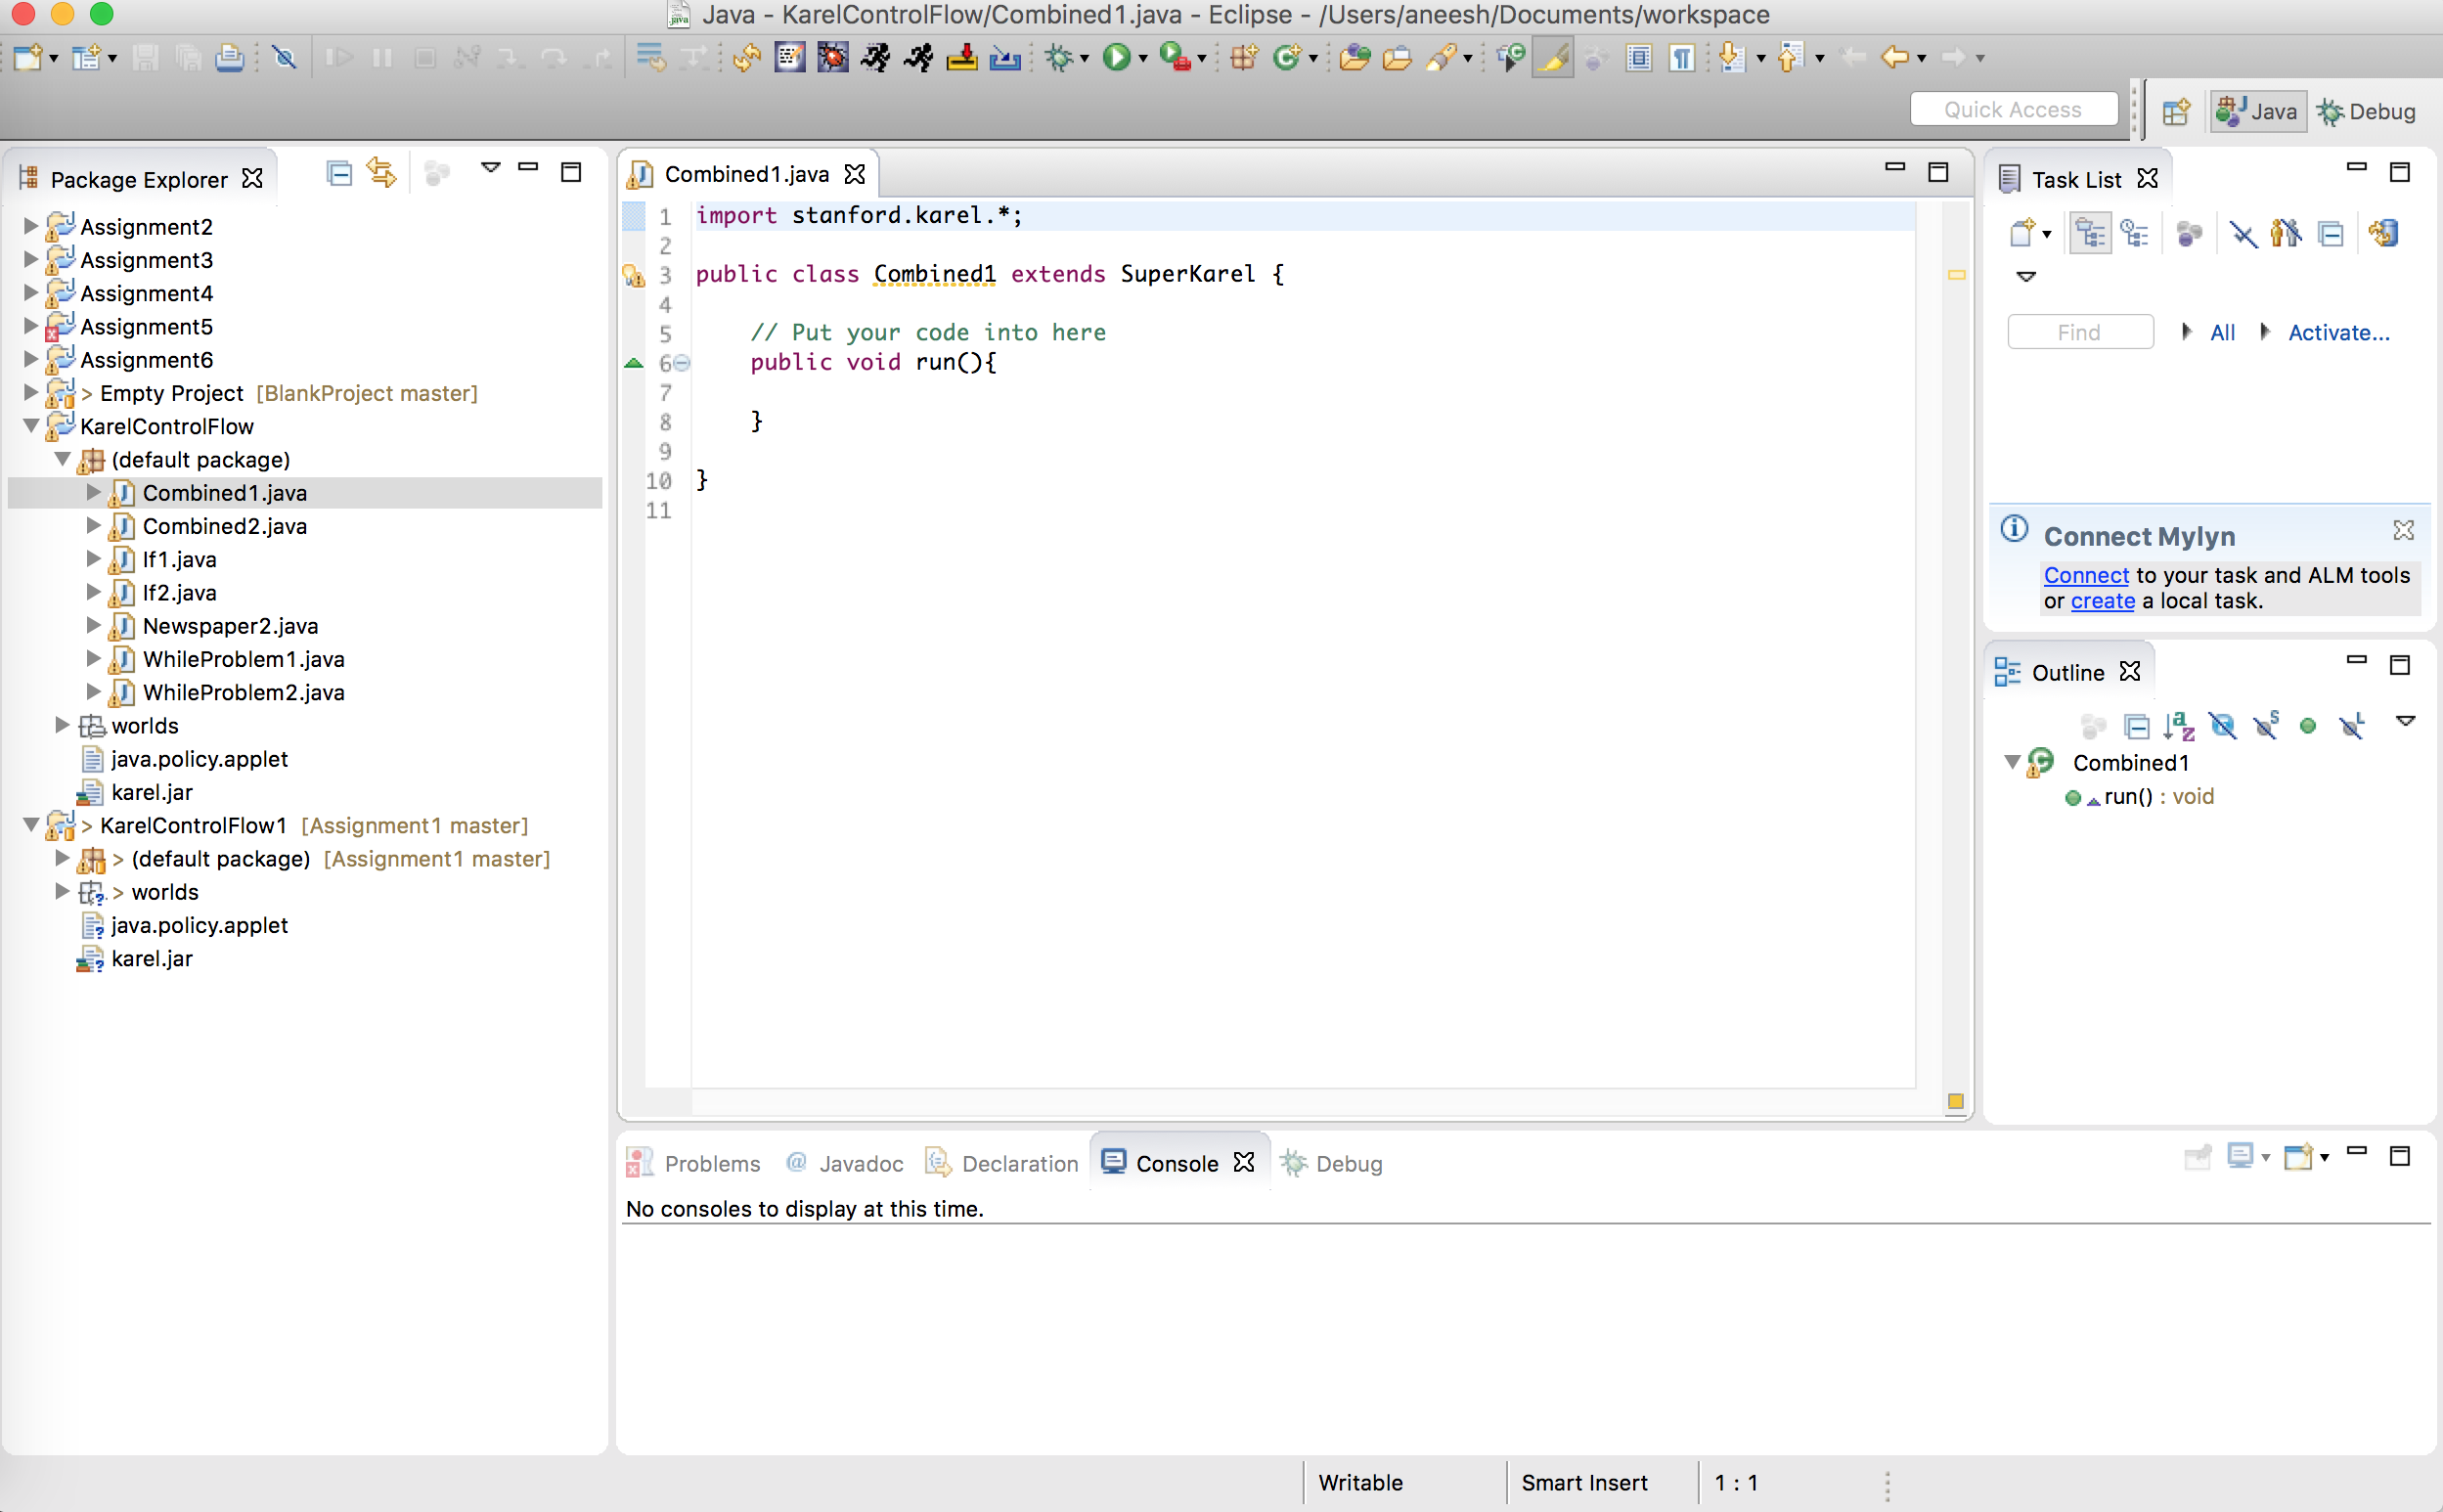 Java - KarelControlFlow/Combined1.java - Eclipse - /Users/aneesh/Documents/workspace
Quick Access
Java
Debug
Package Explorer
Assignment2
Assignment3
Assignment4
Assignment5
Assignment6
> Empty Project [BlankProject master]
KarelControlFlow
(default package)
Combined1.java
Combined2.java
If1.java
If2.java
Newspaper2.java
WhileProblem1.java
WhileProblem2.java
worlds
java.policy.applet
karel.jar
> KarelControlFlow1 [Assignment1 master]
> (default package) [Assignment1 master]
> worlds
java.policy.applet
karel.jar
Combined1.java
1 import stanford.karel.*;
2
3 public class Combined1 extends SuperKarel {
4
5 // Put your code into here
6 public void run(){
7
8 }
9
10 }
11
Task List
Find
All
Activate...
Connect Mylyn
Connect to your task and ALM tools
or create a local task.
Outline
Combined1
run() : void
Problems
@ Javadoc
Declaration
Console
Debug
No consoles to display at this time.
Writable
Smart Insert
1 : 1